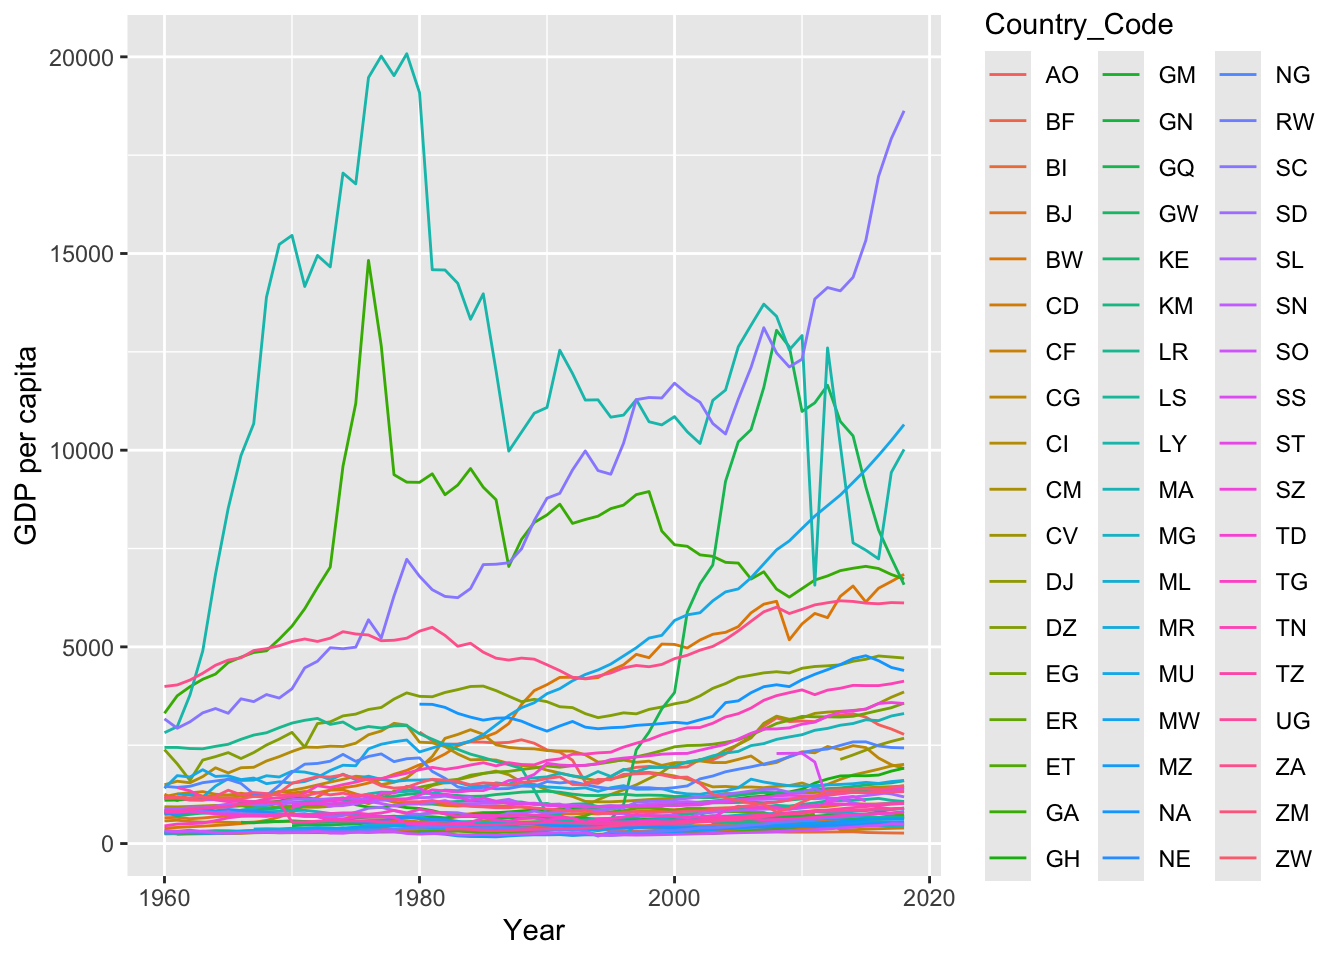 Country_Code
AO GM NG
BF GN RW
BI GQ SC
BJ GW SD
BW KE SL
CD KM SN
CF LR SO
CG LS SS
CI LY ST
CM MA SZ
CV MG TD
DJ ML TG
DZ MR TN
EG MU TZ
ER MW UG
ET MZ ZA
GA NA ZM
GH NE ZW
GDP per capita
20000
15000
10000
5000
0
1960 1980 2000 2020
Year